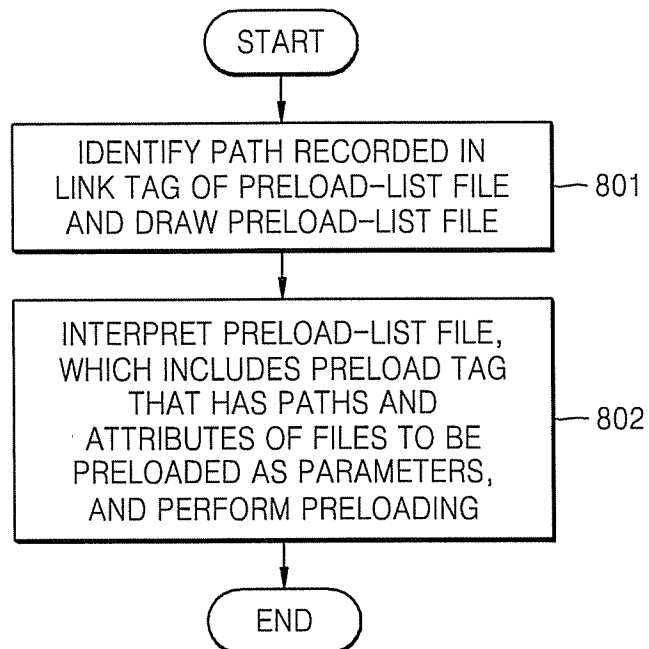 START
IDENTIFY PATH RECORDED IN
LINK TAG OF PRELOAD-LIST FILE
AND DRAW PRELOAD-LIST FILE
801
INTERPRET PRELOAD-LIST FILE,
WHICH INCLUDES PRELOAD TAG
THAT HAS PATHS AND
ATTRIBUTES OF FILES TO BE
PRELOADED AS PARAMETERS,
AND PERFORM PRELOADING
802
END